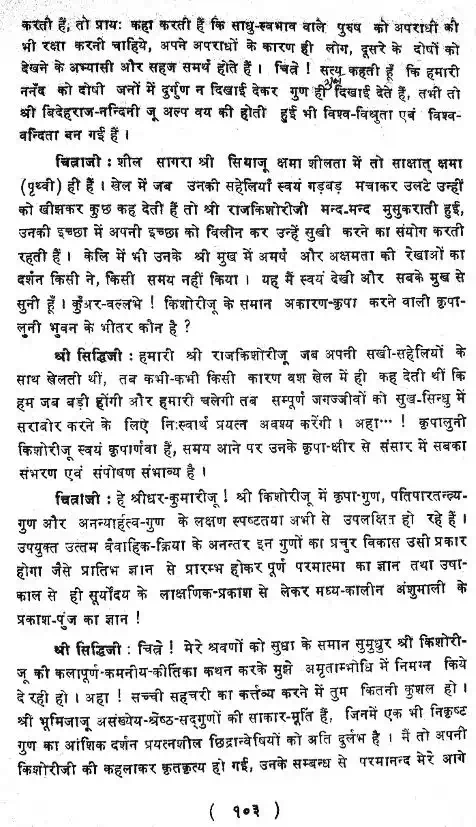 करती हैं, तो प्रायः कहा करती हैं कि साधु-स्वभाव वाले पुरुष को अपराधी की
भी रक्षा करनी चाहिये, अपने अपराधों के कारण ही लोग, दूसरे के दोषों को
देखने के अभ्यासी और सहज समर्थ होते हैं । चित्रे ! सत्य कहती हूँ कि हमारी
ननँद को दोषी जनों में दुर्गुण न दिखाई देकर गुण ही दिखाई देते हैं, तभी तो
श्री बिदेहराज-नन्दिनी जू अल्प वय की होती हुई भी विश्व-विश्रुता एवं विश्व-
वन्दिता बन गई हैं ।
चित्राजी : शील सागरा श्री सियाजू क्षमा शीलता में तो साक्षात् क्षमा
(पृथ्वी) ही हैं । खेल में जब उनकी सहेलियाँ स्वयं गड़बड़ मचाकर उलटे उन्हीं
को खीझकर कुछ कह देती हैं तो श्री राजकिशोरीजी मन्द-मन्द मुसुकराती हुई,
उनकी इच्छा में अपनी इच्छा को विलीन कर उन्हें सुखी करने का संयोग करती
रहती हैं । केलि में भी उनके श्री मुख में अमर्ष और अक्षमता की रेखाओं का
दर्शन किसी ने, किसी समय नहीं किया । यह मैं स्वयं देखी और सबके मुख से
सुनी हूँ । कुँअर-वल्लभे ! किशोरीजू के समान अकारण-कृपा करने वाली कृपा-
लुनी भुवन के भीतर कौन है ?
श्री सिद्धिजी : हमारी श्री राजकिशोरीजू जब अपनी सखी-सहेलियों के
साथ खेलती थीं, तब कभी-कभी किसी कारण वश खेल में ही कह देती थीं कि
हम जब बड़ी होंगी और हमारी चलेगी तब सम्पूर्ण जगज्जीवों को सुख-सिन्धु में
सराबोर करने के लिए निःस्वार्थ प्रयत्न अवश्य करेंगी । अहा··· ! कृपालुनी
किशोरीजू स्वयं कृपार्णवा हैं, समय आने पर उनके कृपा-क्षीर से संसार में सबका
संभरण एवं संपोषण संभाव्य है ।
चित्राजी : हे श्रीधर-कुमारीजू ! श्री किशोरीजू में कृपा-गुण, पतिपारतन्त्र्य-
गुण और अनन्यार्हत्व-गुण के लक्षण स्पष्टतया अभी से उपलक्षित हो रहे हैं ।
उपयुक्त उत्तम वैवाहिक-क्रिया के अनन्तर इन गुणों का प्रचुर विकास उसी प्रकार
होगा जैसे प्रातिभ ज्ञान से प्रारम्भ होकर पूर्ण परमात्मा का ज्ञान तथा उषा-
काल से ही सूर्योदय के लाक्षणिक-प्रकाश से लेकर मध्य-कालीन अंशुमाली के
प्रकाश-पुंज का ज्ञान !
श्री सिद्धिजी : चित्रे ! मेरे श्रवणों को सुधा के समान सुमुधुर श्री किशोरी-
जू की कलापूर्ण-कमनीय-कीतिका कथन करके मुझे अमृताम्भोधि में निमग्न किये
दे रही हो । अहा ! सच्ची सहचरी का कर्त्तव्य करने में तुम कितनी कुशल हो ।
श्री भूमिजाजू असंख्येय-श्रेष्ठ-सद्गुणों की साकार-मूर्ति हैं, जिनमें एक भी निकृष्ट
गुण का आंशिक दर्शन प्रयत्नशील छिद्रान्वेषियों को अति दुर्लभ है । मैं तो अपनी
किशोरीजी की कहलाकर कृतकृत्य हो गई, उनके सम्बन्ध से परमानन्द मेरे आगे
( १०३ )